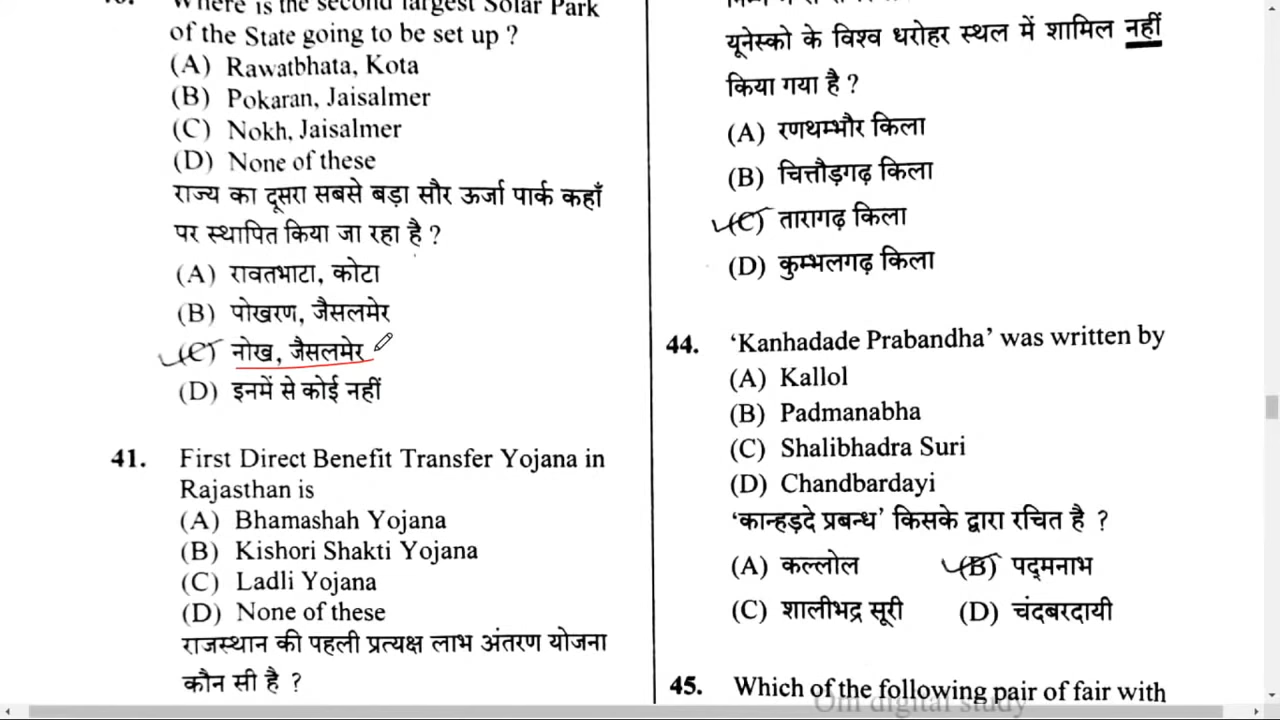 Where is the second largest Solar Park
of the State going to be set up ?
(A) Rawatbhata, Kota
(B) Pokaran, Jaisalmer
(C) Nokh, Jaisalmer
(D) None of these
राज्य का दूसरा सबसे बड़ा सौर ऊर्जा पार्क कहाँ
पर स्थापित किया जा रहा है ?
(A) रावतभाटा, कोटा
(B) पोखरण, जैसलमेर
(C) नोख, जैसलमेर
(D) इनमें से कोई नहीं
41. First Direct Benefit Transfer Yojana in
Rajasthan is
(A) Bhamashah Yojana
(B) Kishori Shakti Yojana
(C) Ladli Yojana
(D) None of these
राजस्थान की पहली प्रत्यक्ष लाभ अंतरण योजना
कौन सी है ?
यूनेस्को के विश्व धरोहर स्थल में शामिल नहीं
किया गया है ?
(A) रणथम्भौर किला
(B) चित्तौड़गढ़ किला
(C) तारागढ़ किला
(D) कुम्भलगढ़ किला
44. ‘Kanhadade Prabandha’ was written by
(A) Kallol
(B) Padmanabha
(C) Shalibhadra Suri
(D) Chandbardayi
‘कान्हड़दे प्रबन्ध’ किसके द्वारा रचित है ?
(A) कल्लोल (B) पद्मनाभ
(C) शालीभद्र सूरी (D) चंदबरदायी
45. Which of the following pair of fair with
Om digital study